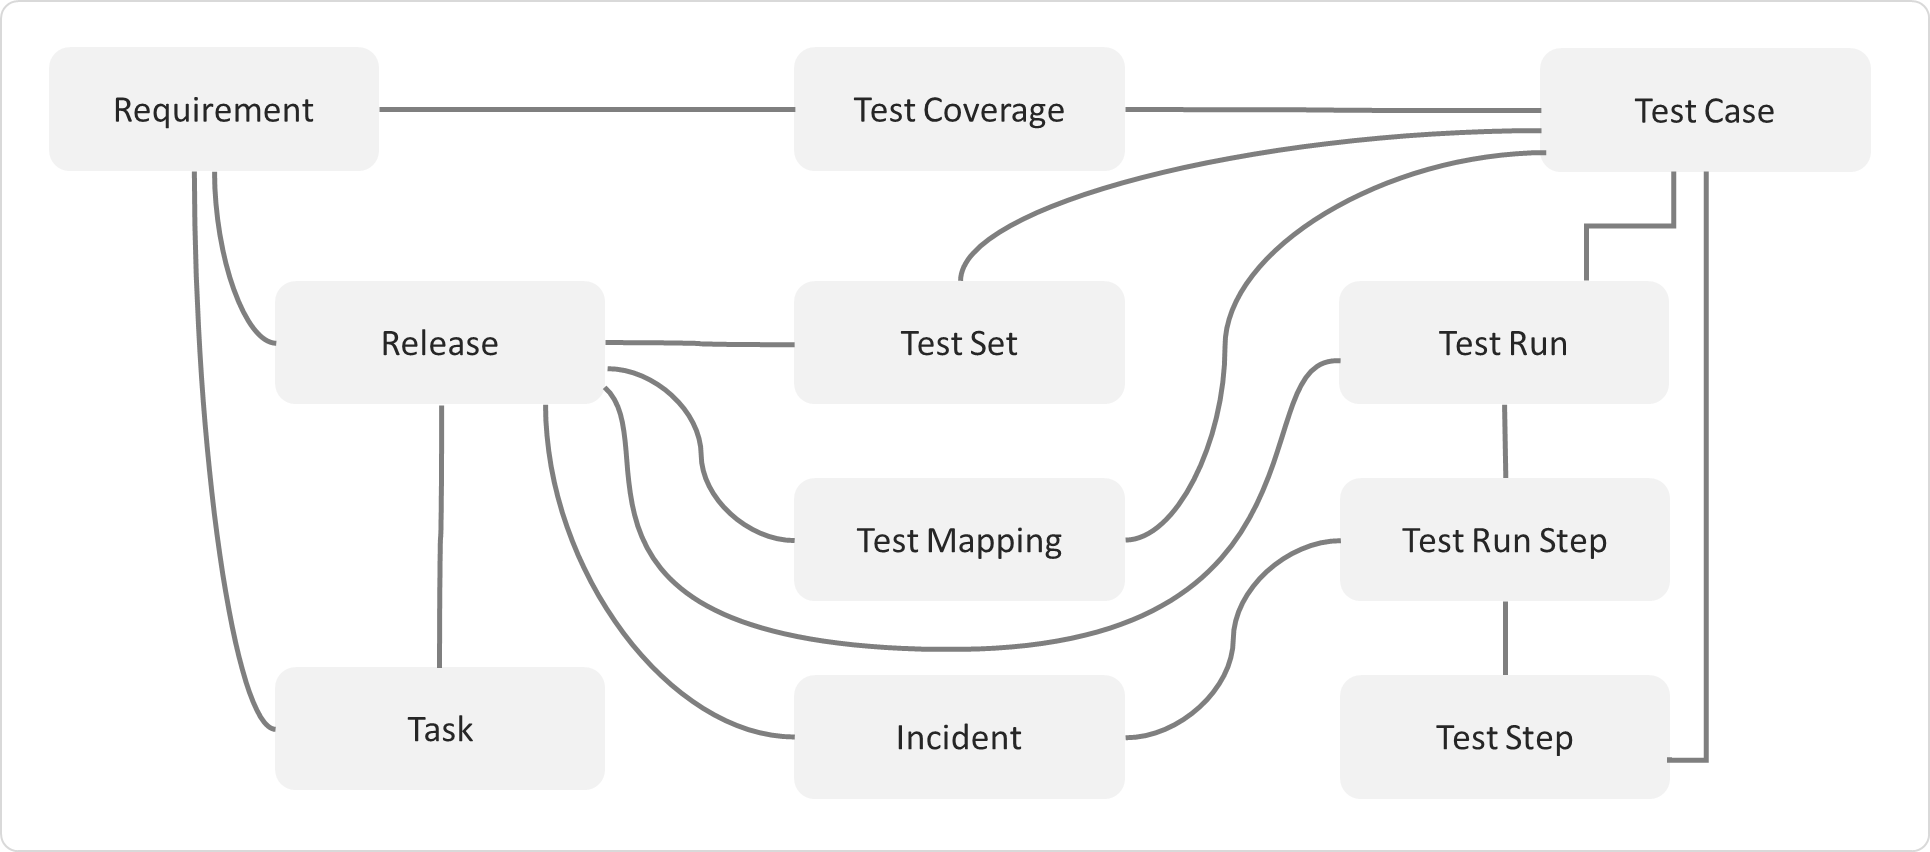 Requirement
Test Coverage
Test Case
Release
Test Set
Test Run
Test Mapping
Test Run Step
Task
Incident
Test Step